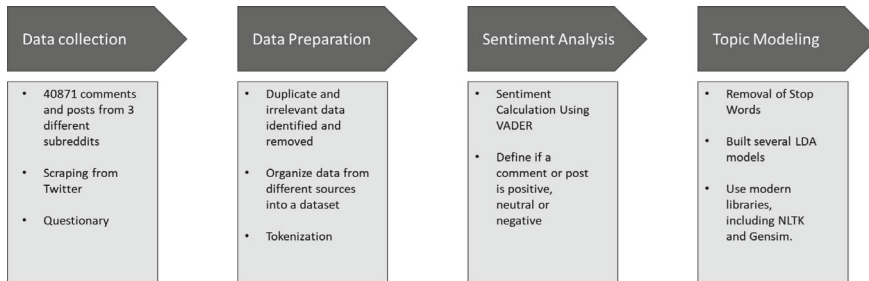 Data collection
• 40871 comments
and posts from 3
different
subreddits
• Scraping from
Twitter
• Questionary
Data Preparation
• Duplicate and
irrelevant data
identified and
removed
• Organize data from
different sources
into a dataset
• Tokenization
Sentiment Analysis
• Sentiment
Calculation Using
VADER
• Define if a
comment or post
is positive,
neutral or
negative
Topic Modeling
• Removal of Stop
Words
• Built several LDA
models
• Use modern
libraries,
including NLTK
and Gensim.